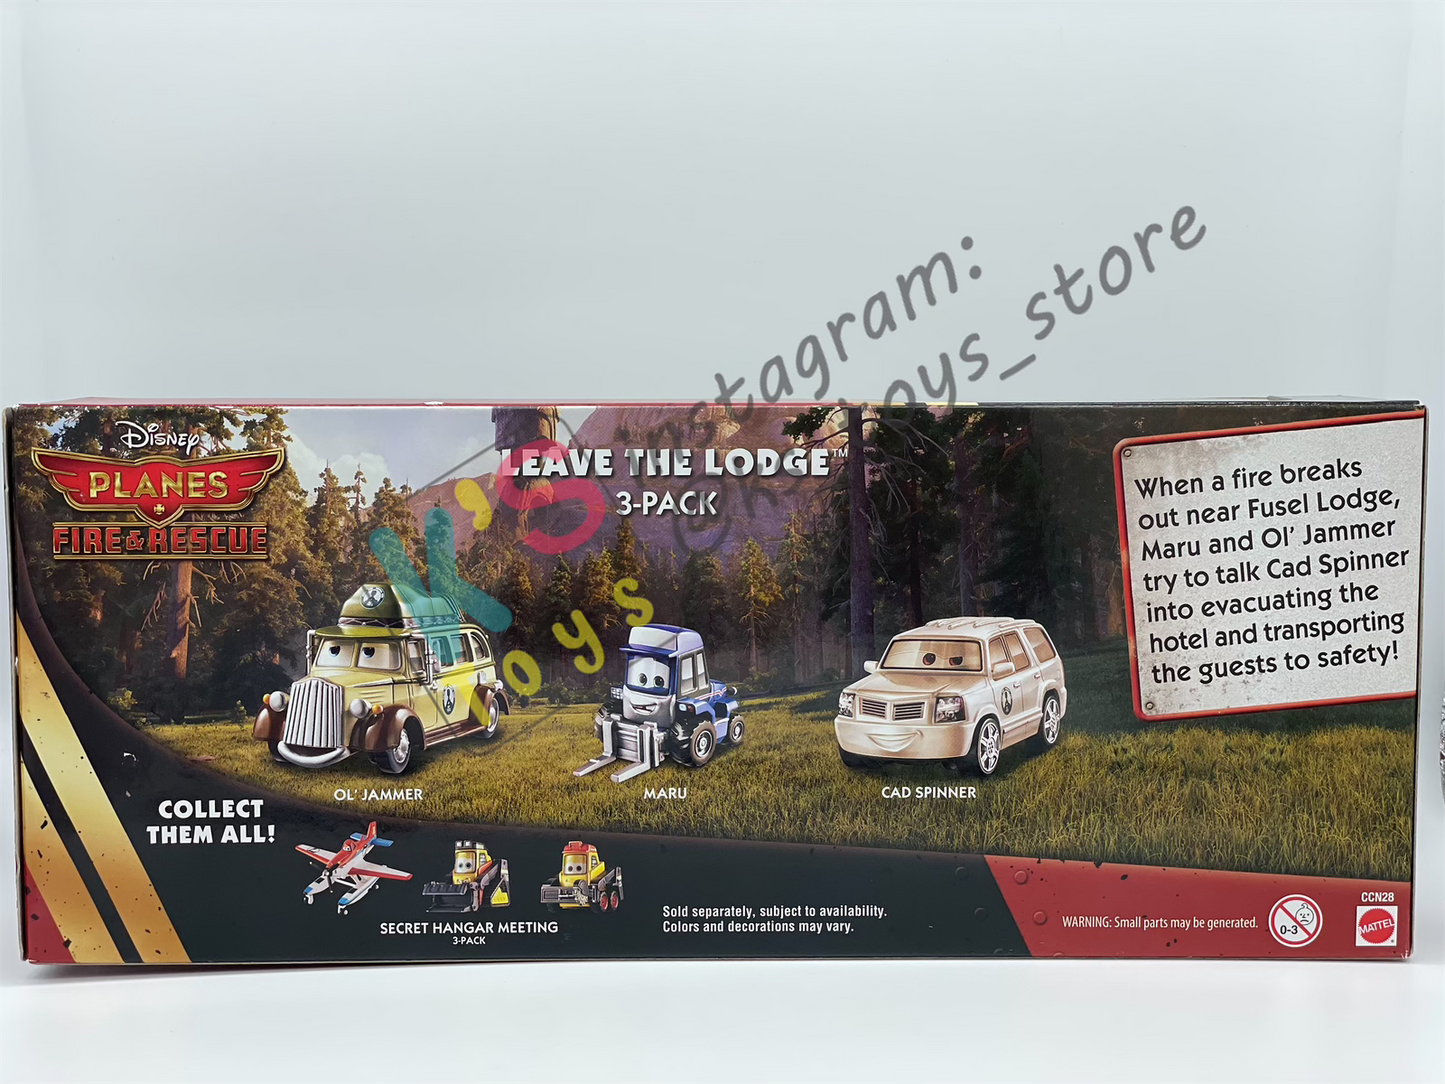 Disney
PLANES
FIRE & RESCUE
LEAVE THE LODGE™
3-PACK
When a fire breaks
out near Fusel Lodge,
Maru and Ol' Jammer
try to talk Cad Spinner
into evacuating the
hotel and transporting
the guests to safety!
OL' JAMMER
MARU
CAD SPINNER
COLLECT
THEM ALL!
SECRET HANGAR MEETING
3-PACK
Sold separately, subject to availability.
Colors and decorations may vary.
WARNING: Small parts may be generated.
0-3
CCN28
MATTEL
K'S
Toys
instagram:
toys_store